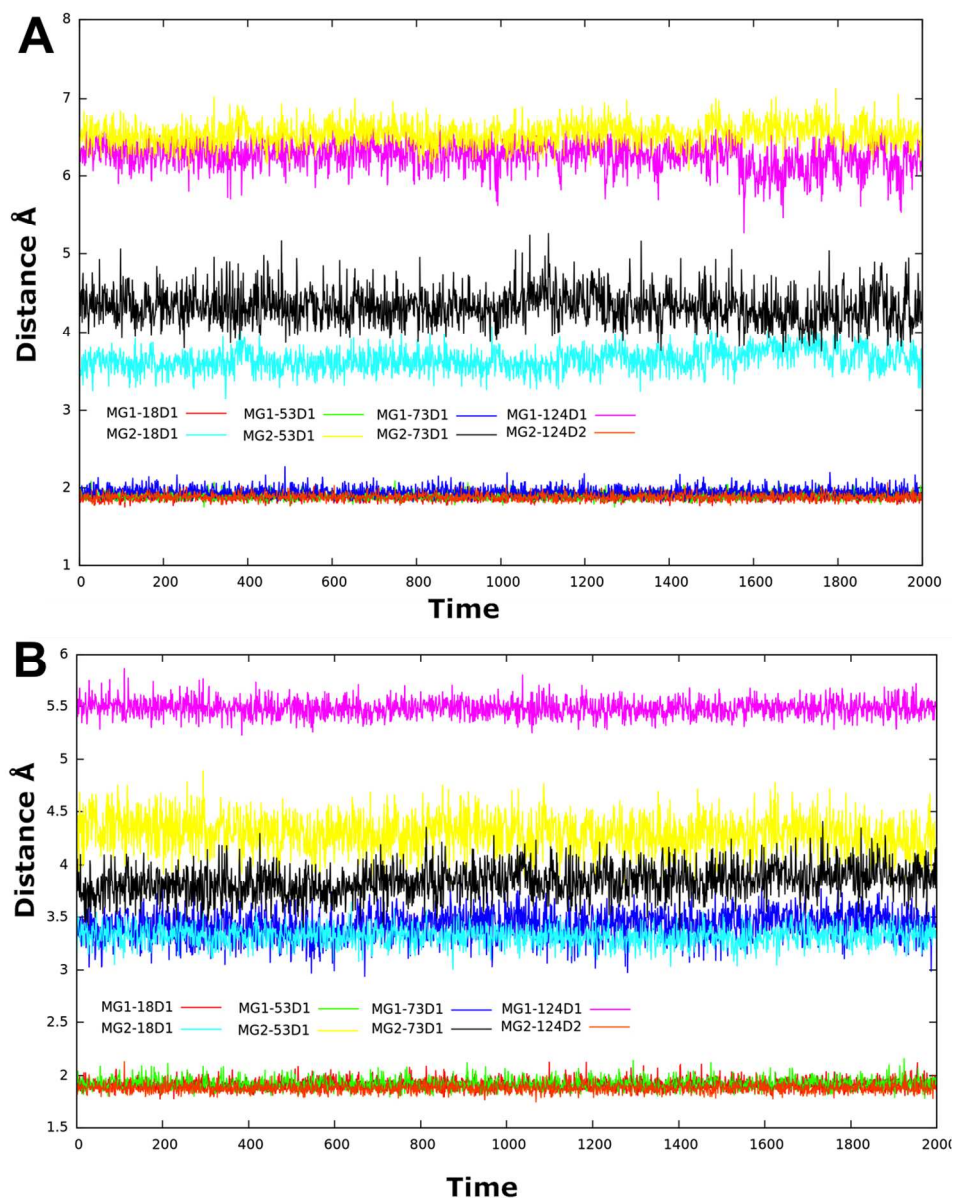 A
8
7
6
5
4
3
2
1
Distance Å
MG1-18D1 MG1-53D1 MG1-73D1 MG1-124D1
MG2-18D1 MG2-53D1 MG2-73D1 MG2-124D2
0 200 400 600 800 1000 1200 1400 1600 1800 2000
Time
B
6
5.5
5
4.5
4
3.5
3
2.5
2
1.5
Distance Å
MG1-18D1 MG1-53D1 MG1-73D1 MG1-124D1
MG2-18D1 MG2-53D1 MG2-73D1 MG2-124D2
0 200 400 600 800 1000 1200 1400 1600 1800 2000
Time